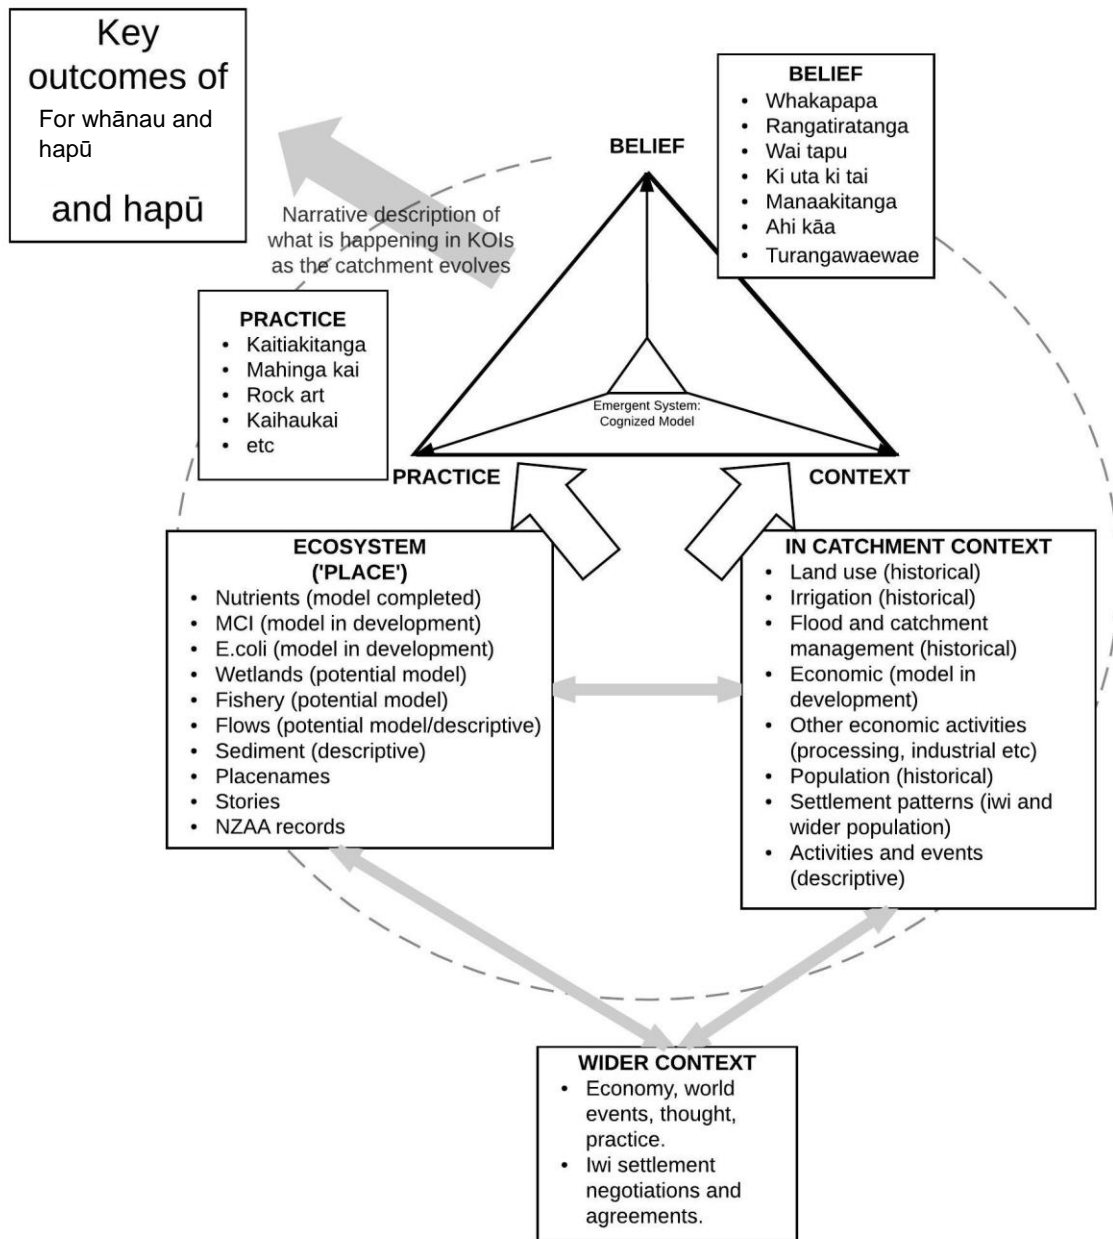 Key
outcomes of
For whānau and
hapū
and hapū
Narrative description of
what is happening in KOIs
as the catchment evolves
BELIEF
BELIEF
• Whakapapa
• Rangatiratanga
• Wai tapu
• Ki uta ki tai
• Manaakitanga
• Ahi kāa
• Turangawaewae
PRACTICE
• Kaitiakitanga
• Mahinga kai
• Rock art
• Kaihaukai
• etc
Emergent System:
Cognized Model
PRACTICE
CONTEXT
ECOSYSTEM
('PLACE')
• Nutrients (model completed)
• MCI (model in development)
• E.coli (model in development)
• Wetlands (potential model)
• Fishery (potential model)
• Flows (potential model/descriptive)
• Sediment (descriptive)
• Placenames
• Stories
• NZAA records
IN CATCHMENT CONTEXT
• Land use (historical)
• Irrigation (historical)
• Flood and catchment
management (historical)
• Economic (model in
development)
• Other economic activities
(processing, industrial etc)
• Population (historical)
• Settlement patterns (iwi and
wider population)
• Activities and events
(descriptive)
WIDER CONTEXT
• Economy, world
events, thought,
practice.
• Iwi settlement
negotiations and
agreements.